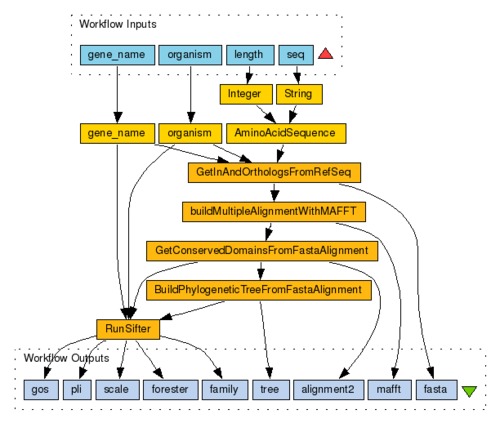 Workflow Inputs
gene_name organism length seq
Integer String
gene_name organism AminoAcidSequence
GetInAndOrthologsFromRefSeq
buildMultipleAlignmentWithMAFFT
GetConservedDomainsFromFastaAlignment
BuildPhylogeneticTreeFromFastaAlignment
RunSifter
Workflow Outputs
gos pli scale forester family tree alignment2 mafft fasta